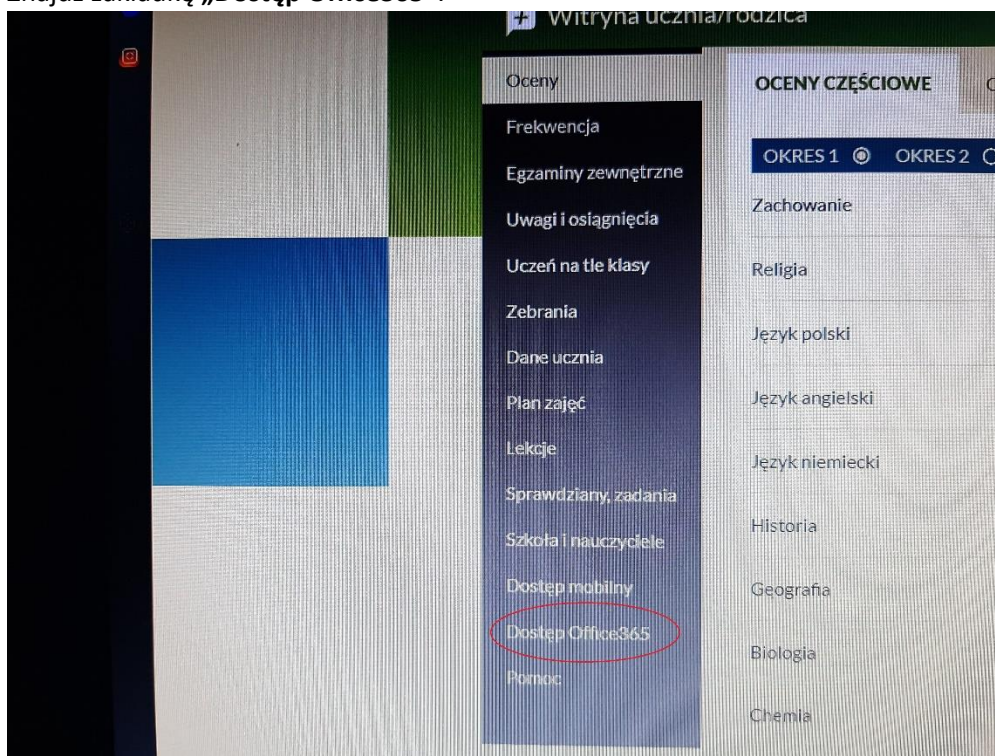 Znajdź zakładkę „Dostęp Office365".
Witryna ucznia/rodzica
Oceny
Frekwencja
Egzaminy zewnętrzne
Uwagi i osiągnięcia
Uczeń na tle klasy
Zebrania
Dane ucznia
Plan zajęć
Lekcje
Sprawdziany, zadania
Szkoła i nauczyciele
Dostęp mobilny
Dostęp Office365
Pomoc
OCENY CZĘŚCIOWE
OKRES 1 OKRES 2
Zachowanie
Religia
Język polski
Język angielski
Język niemiecki
Historia
Geografia
Biologia
Chemia